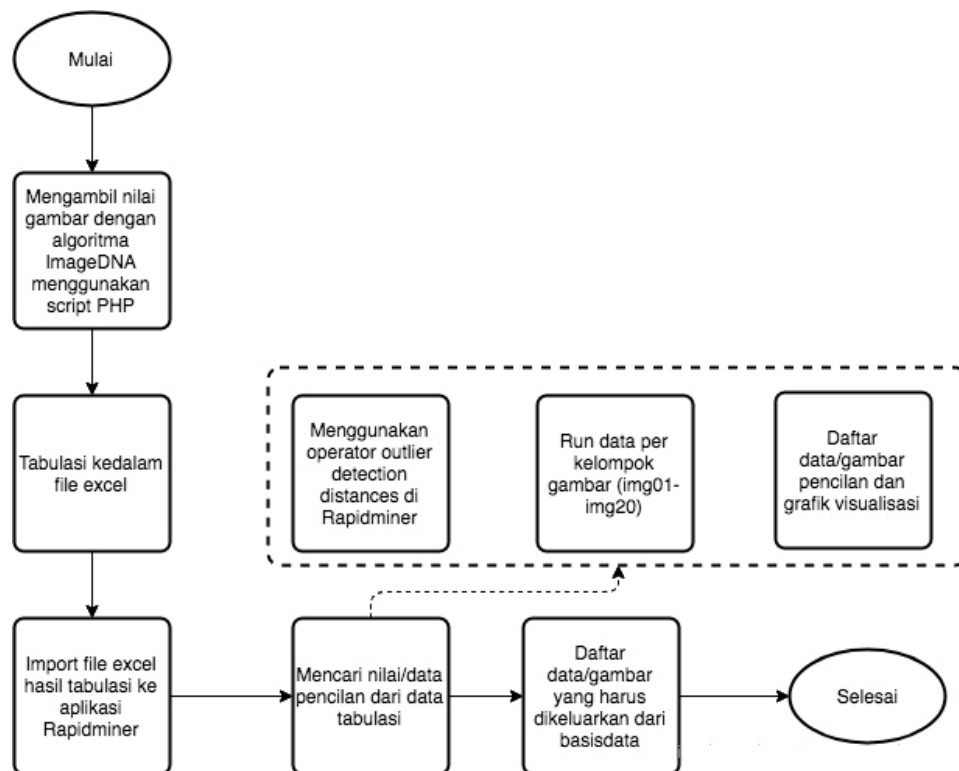 Mulai
Mengambil nilai
gambar dengan
algoritma
ImageDNA
menggunakan
script PHP
Tabulasi kedalam
file excel
Menggunakan
operator outlier
detection
distances di
Rapidminer
Run data per
kelompok
gambar (img01-
img20)
Daftar
data/gambar
pencilan dan
grafik visualisasi
Import file excel
hasil tabulasi ke
aplikasi
Rapidminer
Mencari nilai/data
pencilan dari data
tabulasi
Daftar
data/gambar
yang harus
dikeluarkan dari
basisdata
Selesai